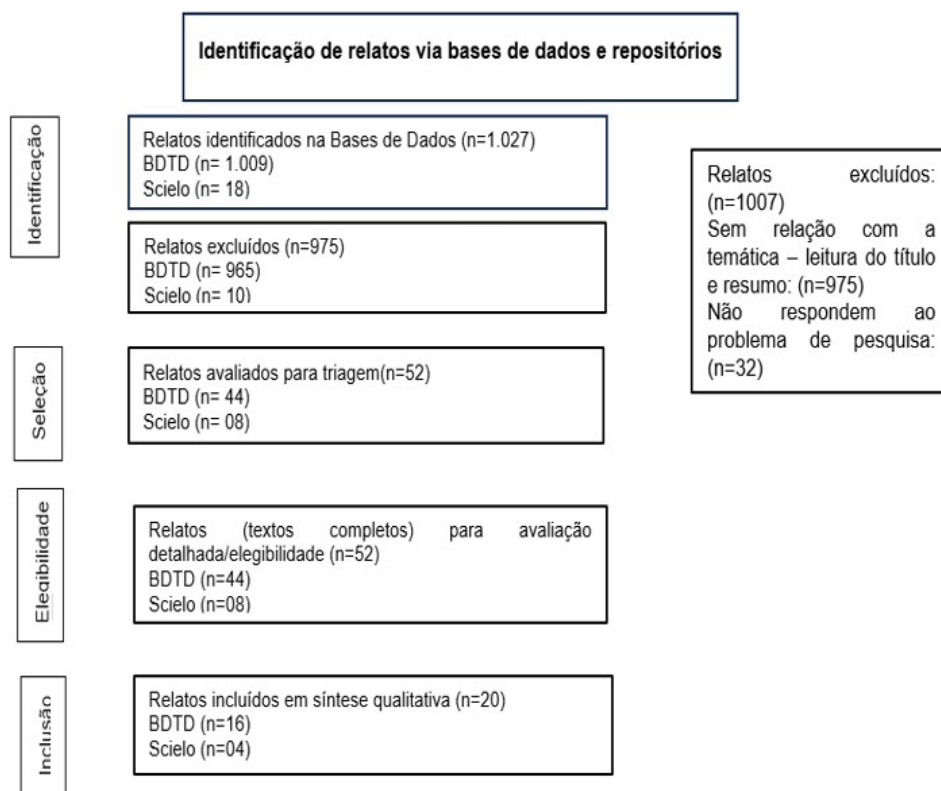 Identificação de relatos via bases de dados e repositórios
Identificação
Relatos identificados na Bases de Dados (n=1.027)
BDTD (n= 1.009)
Scielo (n= 18)
Relatos excluídos (n=975)
BDTD (n= 965)
Scielo (n= 10)
Relatos excluídos:
(n=1007)
Sem relação com a
temática – leitura do título
e resumo: (n=975)
Não respondem ao
problema de pesquisa:
(n=32)
Seleção
Relatos avaliados para triagem(n=52)
BDTD (n= 44)
Scielo (n= 08)
Elegibilidade
Relatos (textos completos) para avaliação
detalhada/elegibilidade (n=52)
BDTD (n=44)
Scielo (n=08)
Inclusão
Relatos incluídos em síntese qualitativa (n=20)
BDTD (n=16)
Scielo (n=04)